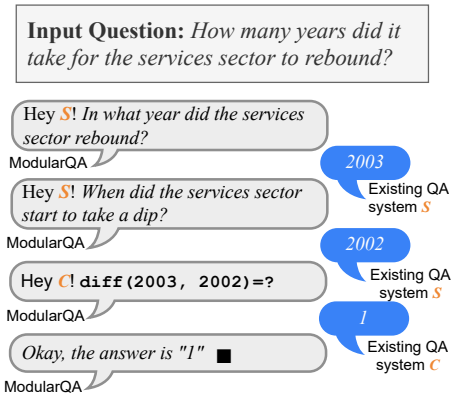 Input Question: How many years did it
take for the services sector to rebound?
Hey S! In what year did the services
sector rebound?
ModularQA
2003
Existing QA
system S
Hey S! When did the services sector
start to take a dip?
ModularQA
2002
Existing QA
system S
Hey C! diff(2003, 2002)=?
ModularQA
1
Existing QA
system C
Okay, the answer is "1" ■
ModularQA